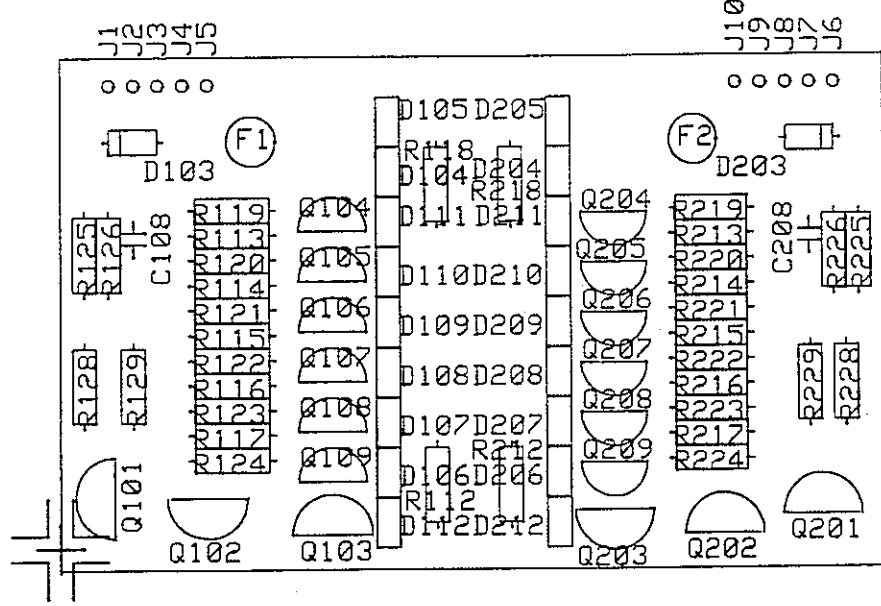 J1 J2 J3 J4 J5
J10 J9 J8 J7 J6
D105 D205
F1 F2
R118
D103 D104 D204 D203
R218
R119 Q104 D111 D211 Q204 R219
R125 R126 C108 R113 R213 C208 R226 R225
R120 Q105 D110 D210 Q205 R220
R114 R214
R121 Q106 D109 D209 Q206 R221
R115 R215
R128 R129 R122 Q107 D108 D208 Q207 R222 R229 R228
R116 R216
R123 Q108 D107 D207 Q208 R223
R117 R212 R217
R124 Q109 D106 D206 Q209 R224
Q101 R112
Q102 Q103 D112 D212 Q203 Q202 Q201